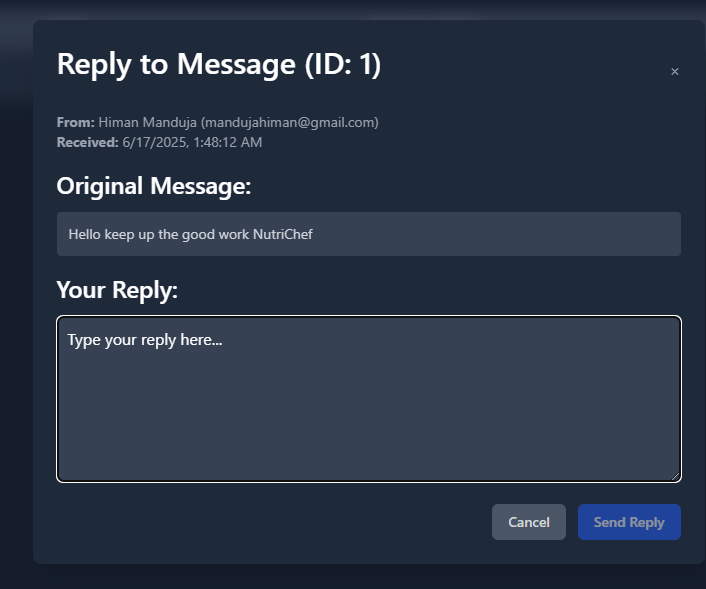 Reply to Message (ID: 1)
×
From: Himan Manduja (mandujahiman@gmail.com)
Received: 6/17/2025, 1:48:12 AM
Original Message:
Hello keep up the good work NutriChef
Your Reply:
Type your reply here...
Cancel
Send Reply